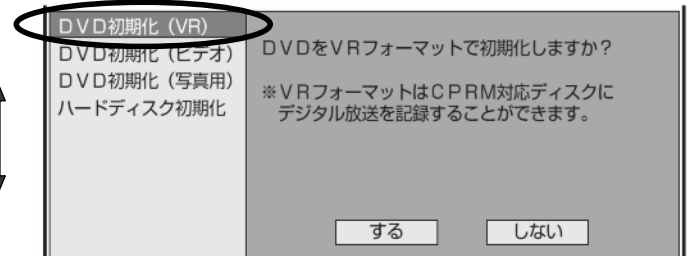 ＤＶＤ初期化（VR）
ＤＶＤ初期化（ビデオ）
ＤＶＤ初期化（写真用）
ハードディスク初期化
ＤＶＤをＶＲフォーマットで初期化しますか？
※ＶＲフォーマットはＣＰＲＭ対応ディスクに
デジタル放送を記録することができます。
する
しない